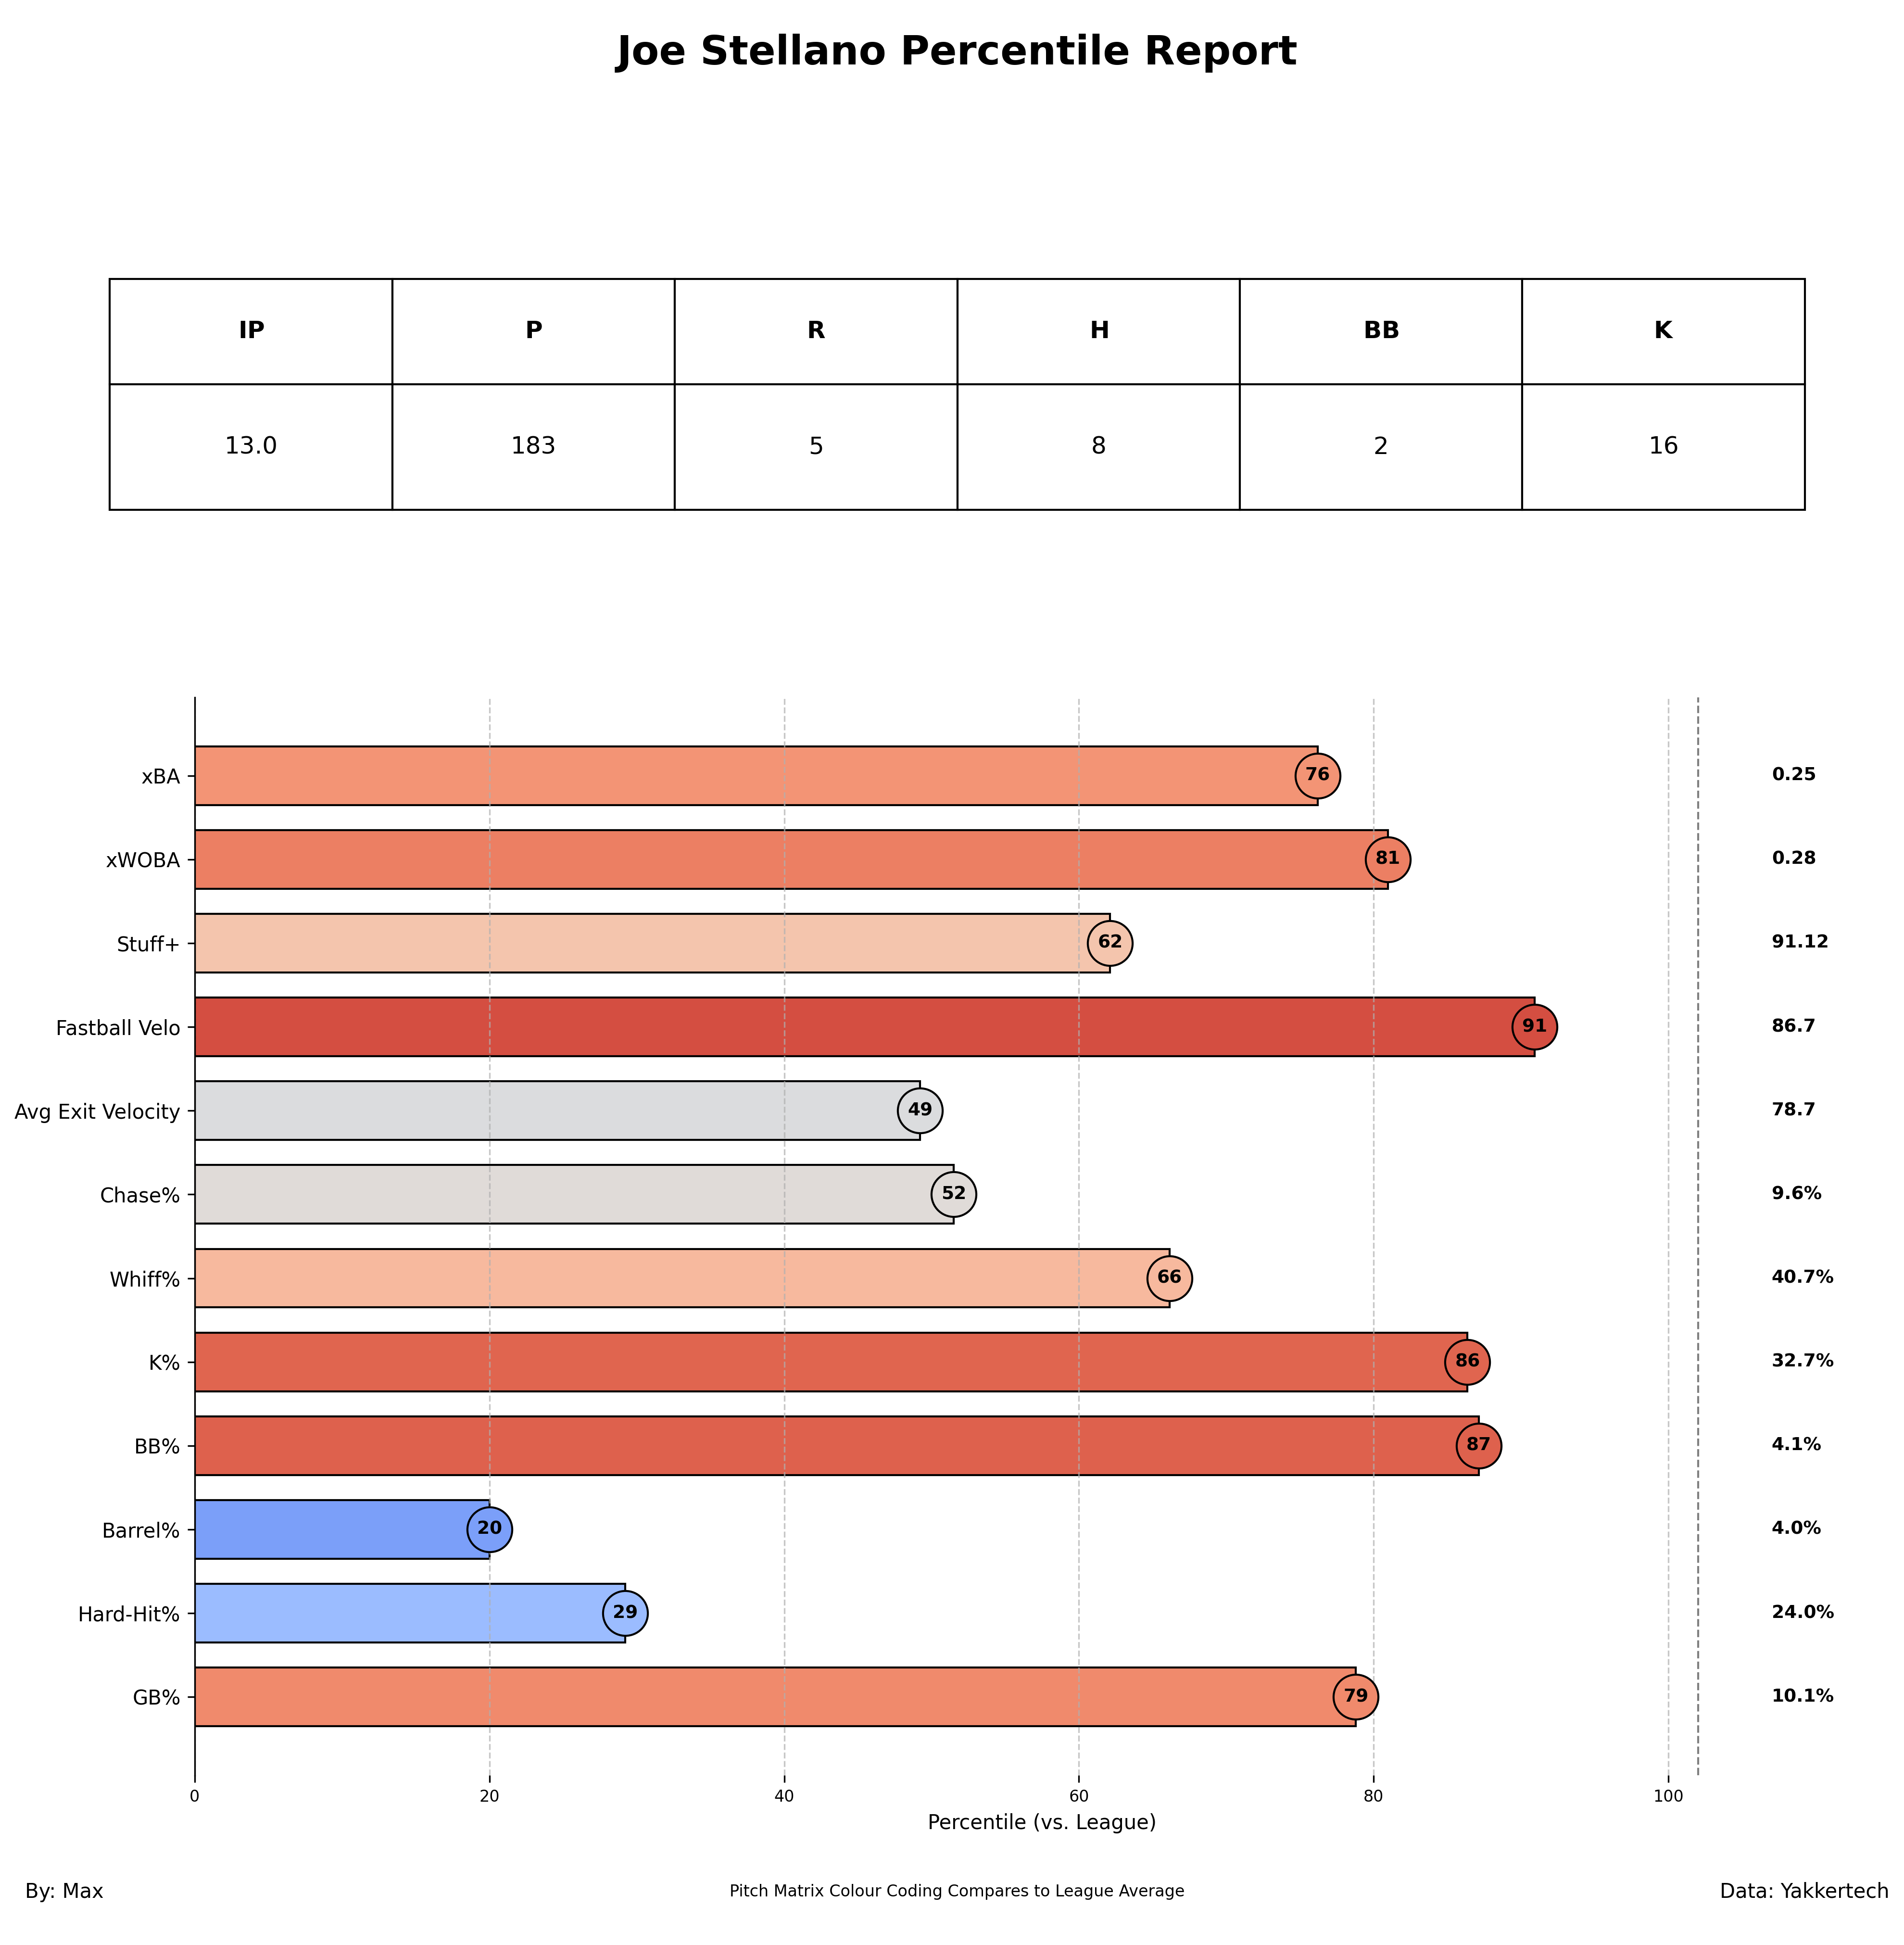 Joe Stellano Percentile Report
IP P R H BB K
13.0 183 5 8 2 16
xBA 76 0.25
xWOBA 81 0.28
Stuff+ 62 91.12
Fastball Velo 91 86.7
Avg Exit Velocity 49 78.7
Chase% 52 9.6%
Whiff% 66 40.7%
K% 86 32.7%
BB% 87 4.1%
Barrel% 20 4.0%
Hard-Hit% 29 24.0%
GB% 79 10.1%
0 20 40 60 80 100
Percentile (vs. League)
By: Max Pitch Matrix Colour Coding Compares to League Average Data: Yakkertech